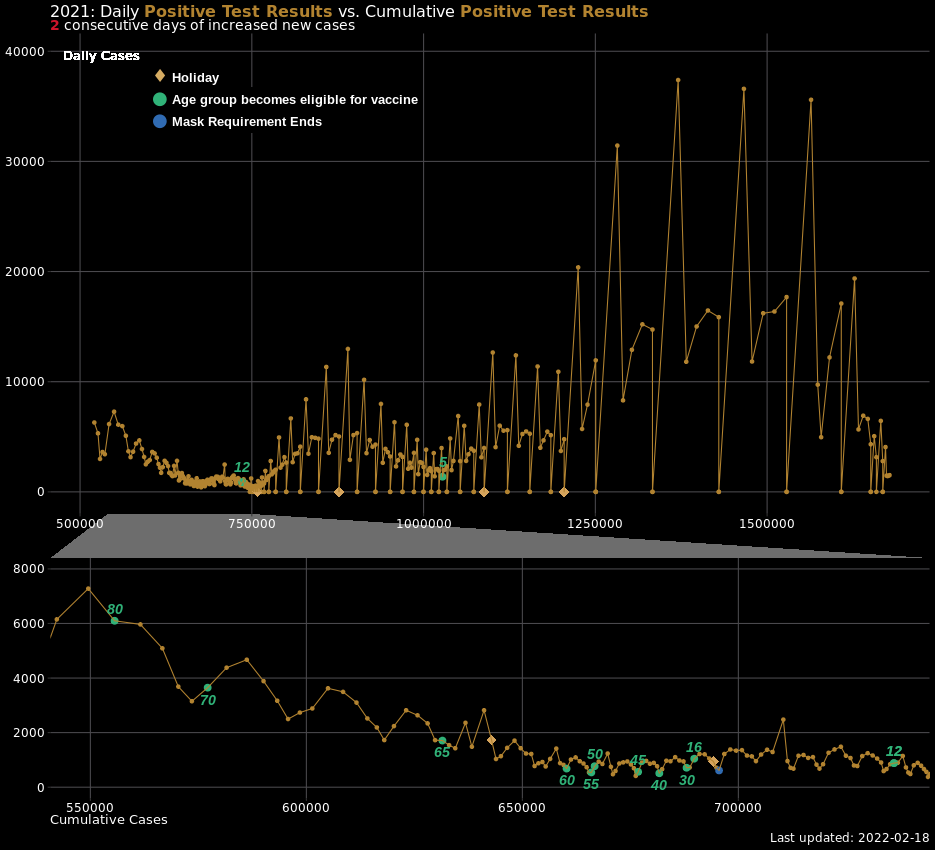 2021: Daily Positive Test Results vs. Cumulative Positive Test Results
2 consecutive days of increased new cases
Daily Cases
Holiday
Age group becomes eligible for vaccine
Mask Requirement Ends
40000
30000
20000
10000
0
12
5
500000 750000 1000000 1250000 1500000
8000
6000
4000
2000
0
80
70
65
60
55
50
45
40
30
16
12
550000 600000 650000 700000
Cumulative Cases
Last updated: 2022-02-18